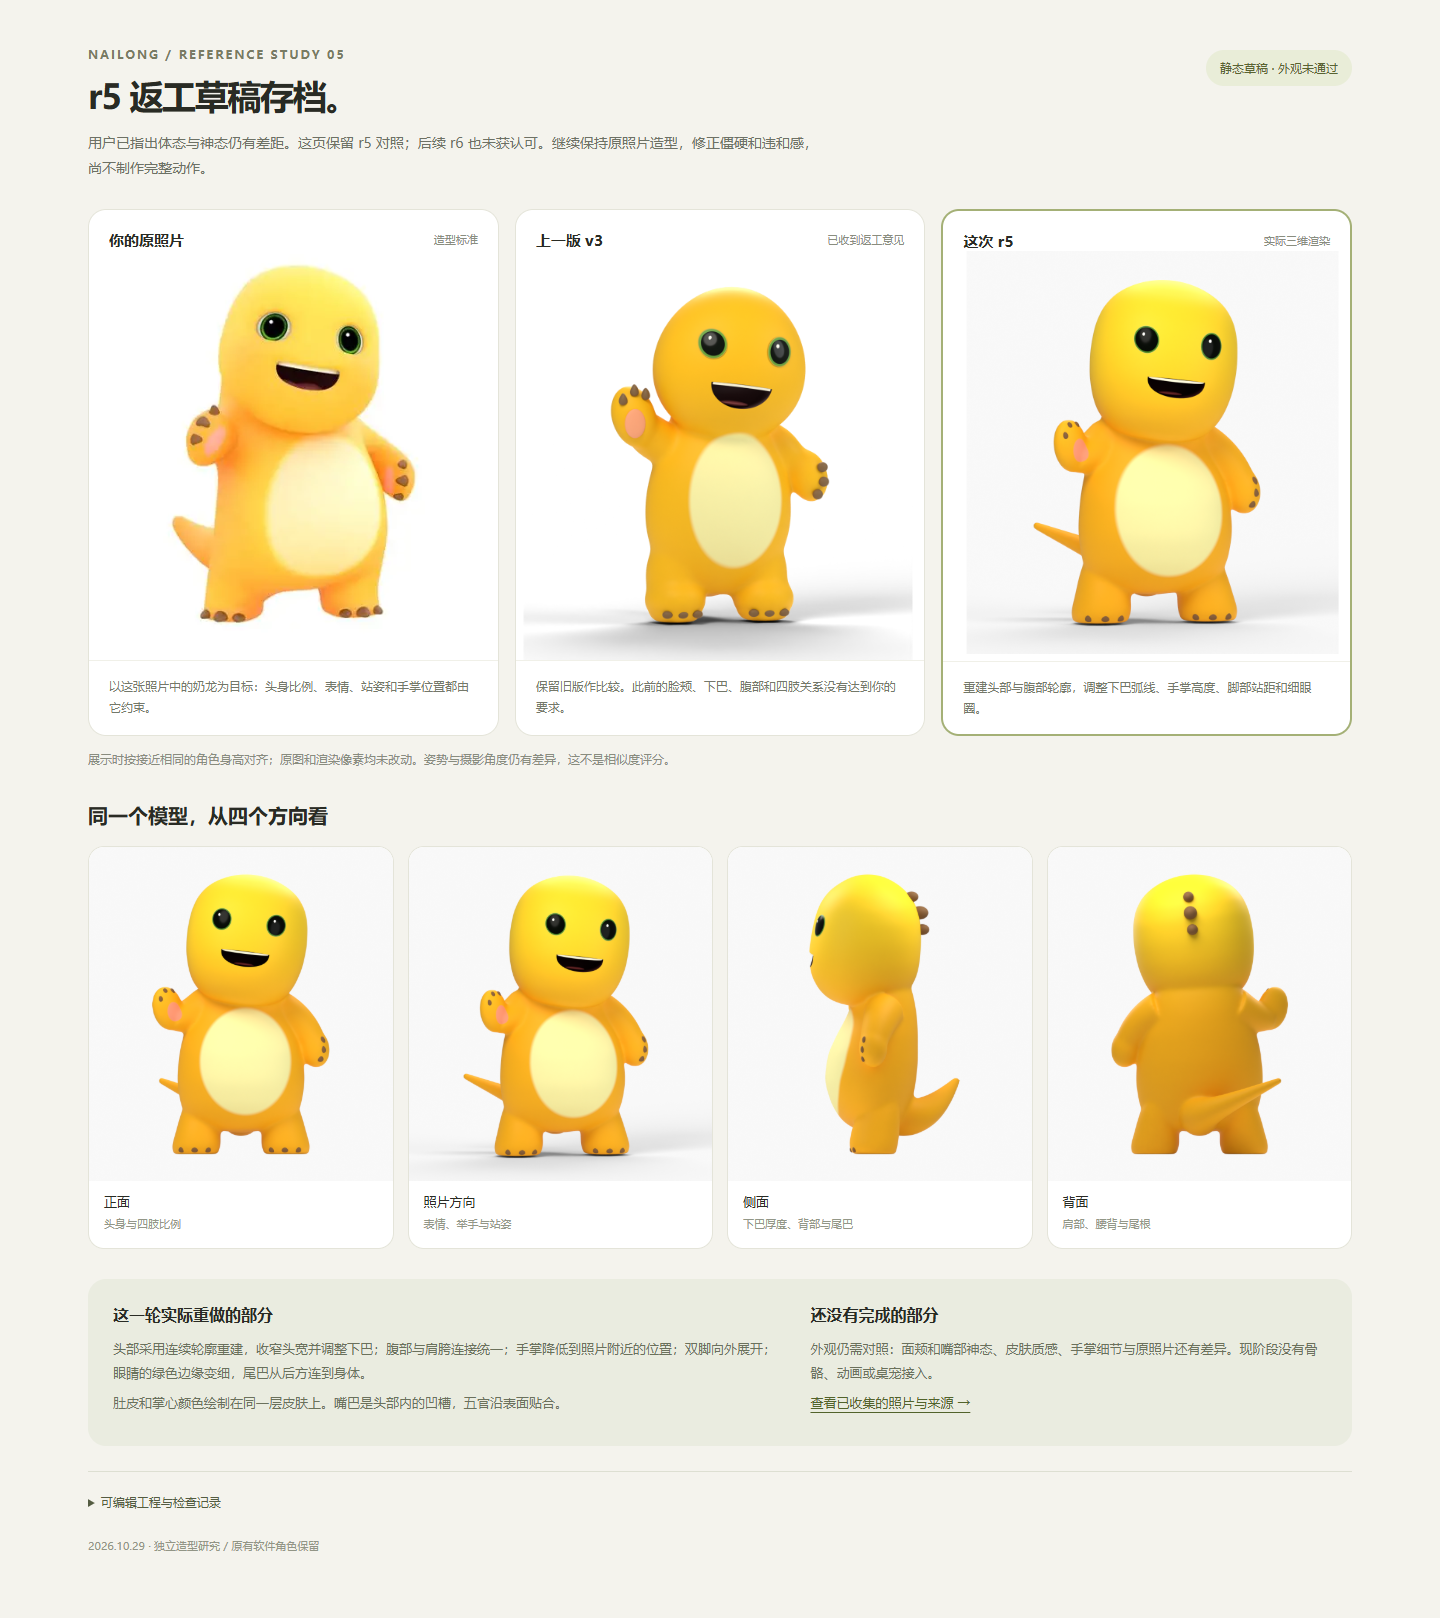 NAILONG / REFERENCE STUDY 05
静态草稿 · 外观未通过
r5 返工草稿存档。
用户已指出体态与神态仍有差距。这页保留 r5 对照；后续 r6 也未获认可。继续保持原照片造型，修正僵硬和违和感，
尚不制作完整动作。
你的原照片
造型标准
以这张照片中的奶龙为目标：头身比例、表情、站姿和手掌位置都由
它约束。
上一版 v3
已收到返工意见
保留旧版作比较。此前的脸颊、下巴、腹部和四肢关系没有达到你的
要求。
这次 r5
实际三维渲染
重建头部与腹部轮廓，调整下巴弧线、手掌高度、脚部站距和细眼
圈。
展示时按接近相同的角色身高对齐；原图和渲染像素均未改动。姿势与摄影角度仍有差异，这不是相似度评分。
同一个模型，从四个方向看
正面
头身与四肢比例
照片方向
表情、举手与站姿
侧面
下巴厚度、背部与尾巴
背面
肩部、腰背与尾根
这一轮实际重做的部分
头部采用连续轮廓重建，收窄头宽并调整下巴；腹部与肩胯连接统一；手掌降低到照片附近的位置；双脚向外展开；
眼睛的绿色边缘变细，尾巴从后方连到身体。
肚皮和掌心颜色绘制在同一层皮肤上。嘴巴是头部内的凹槽，五官沿表面贴合。
还没有完成的部分
外观仍需对照：面颊和嘴部神态、皮肤质感、手掌细节与原照片还有差异。现阶段没有骨
骼、动画或桌宠接入。
查看已收集的照片与来源 →
可编辑工程与检查记录
2026.10.29 · 独立造型研究 / 原有软件角色保留